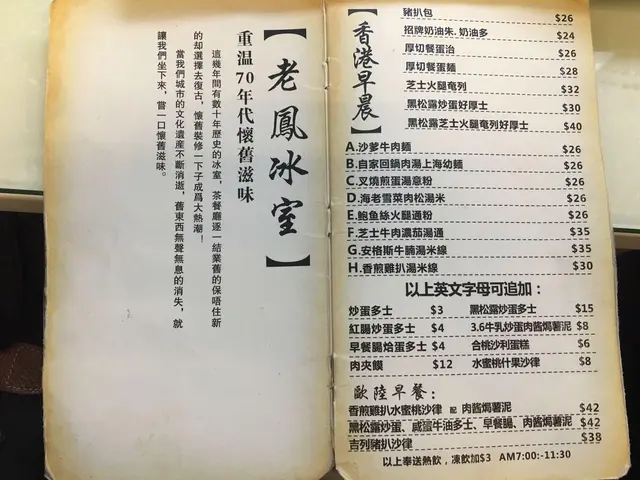 【老鳳冰室】
重温70年代懷舊滋味
這幾年間有數十年歷史的冰室，茶餐廳逐一結業舊的保唔住新
的却選擇去復古，懷舊裝修一下子成爲大熱潮！
當我們城市的文化遺産不斷消逝，舊東西無聲無息的消失，就
讓我們坐下來，嘗一口懷舊滋味。
【香港早晨】
豬扒包 $26
招牌奶油朱.奶油多 $24
厚切餐蛋治 $26
厚切餐蛋麵 $28
芝士火腿奄列 $32
黑松露炒蛋好厚士 $30
黑松露芝士火腿奄列好厚士 $40
A.沙爹牛肉麵 $26
B.自家回鍋肉湯上海幼麵 $26
C.叉燒煎蛋湯意粉 $26
D.海老雪菜肉松湯米 $26
E.鮑魚絲火腿通粉 $26
F.芝士牛肉濃茄湯通 $35
G.安格斯牛腩湯米線 $35
H.香煎雞扒湯米線 $30
以上英文字母可追加：
炒蛋多士 $3 黑松露炒蛋多士 $15
紅腸炒蛋多士 $4 3.6牛乳炒蛋肉酱焗薯泥 $8
早餐腸烚蛋多士 $4 合桃沙利蛋糕 $6
肉夾饃 $12 水蜜桃什果沙律 $8
歐陸早餐：
香煎雞扒水蜜桃沙律 配 肉酱焗薯泥 $42
黑松露炒蛋、咸蛋牛油多士、早餐腸、肉酱焗薯泥 $42
吉列豬扒沙律 $38
以上奉送熱飲，凍飲加$3 AM7:00-11:30